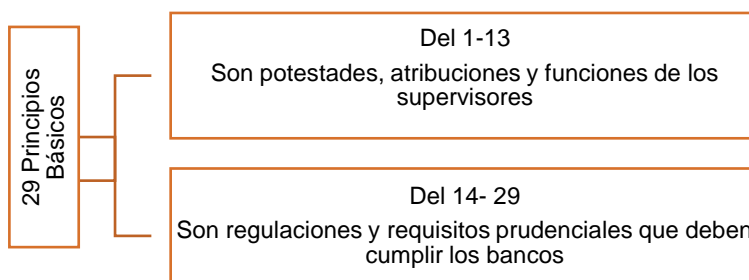 29 Principios
Básicos
Del 1-13
Son potestades, atribuciones y funciones de los
supervisores
Del 14- 29
Son regulaciones y requisitos prudenciales que deben
cumplir los bancos